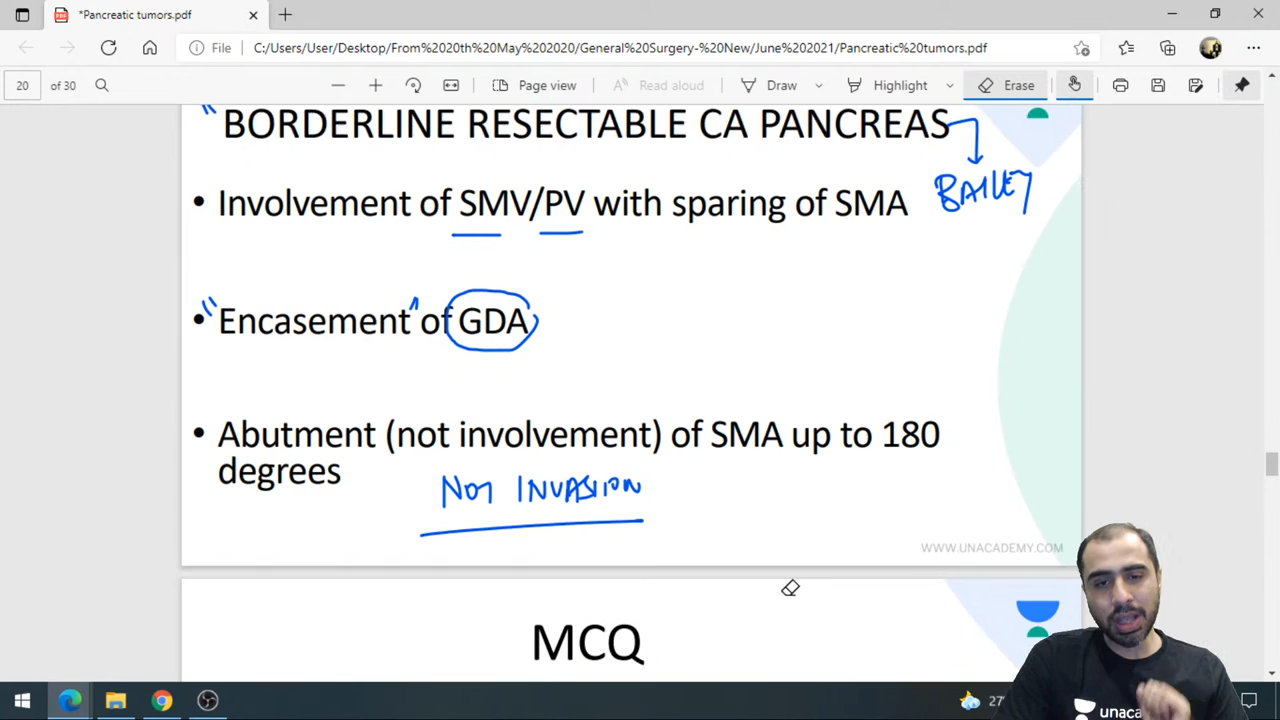 *Pancreatic tumors.pdf
File C:/Users/User/Desktop/From%2020th%20May%202020/General%20Surgery-%20New/June%202021/Pancreatic%20tumors.pdf
20 of 30 Page view Read aloud Draw Highlight Erase
"BORDERLINE RESECTABLE CA PANCREAS
BAILEY
• Involvement of SMV/PV with sparing of SMA
• "Encasement" of GDA
• Abutment (not involvement) of SMA up to 180
degrees
NOT INVASION
WWW.UNACADEMY.COM
MCQ
27
unac